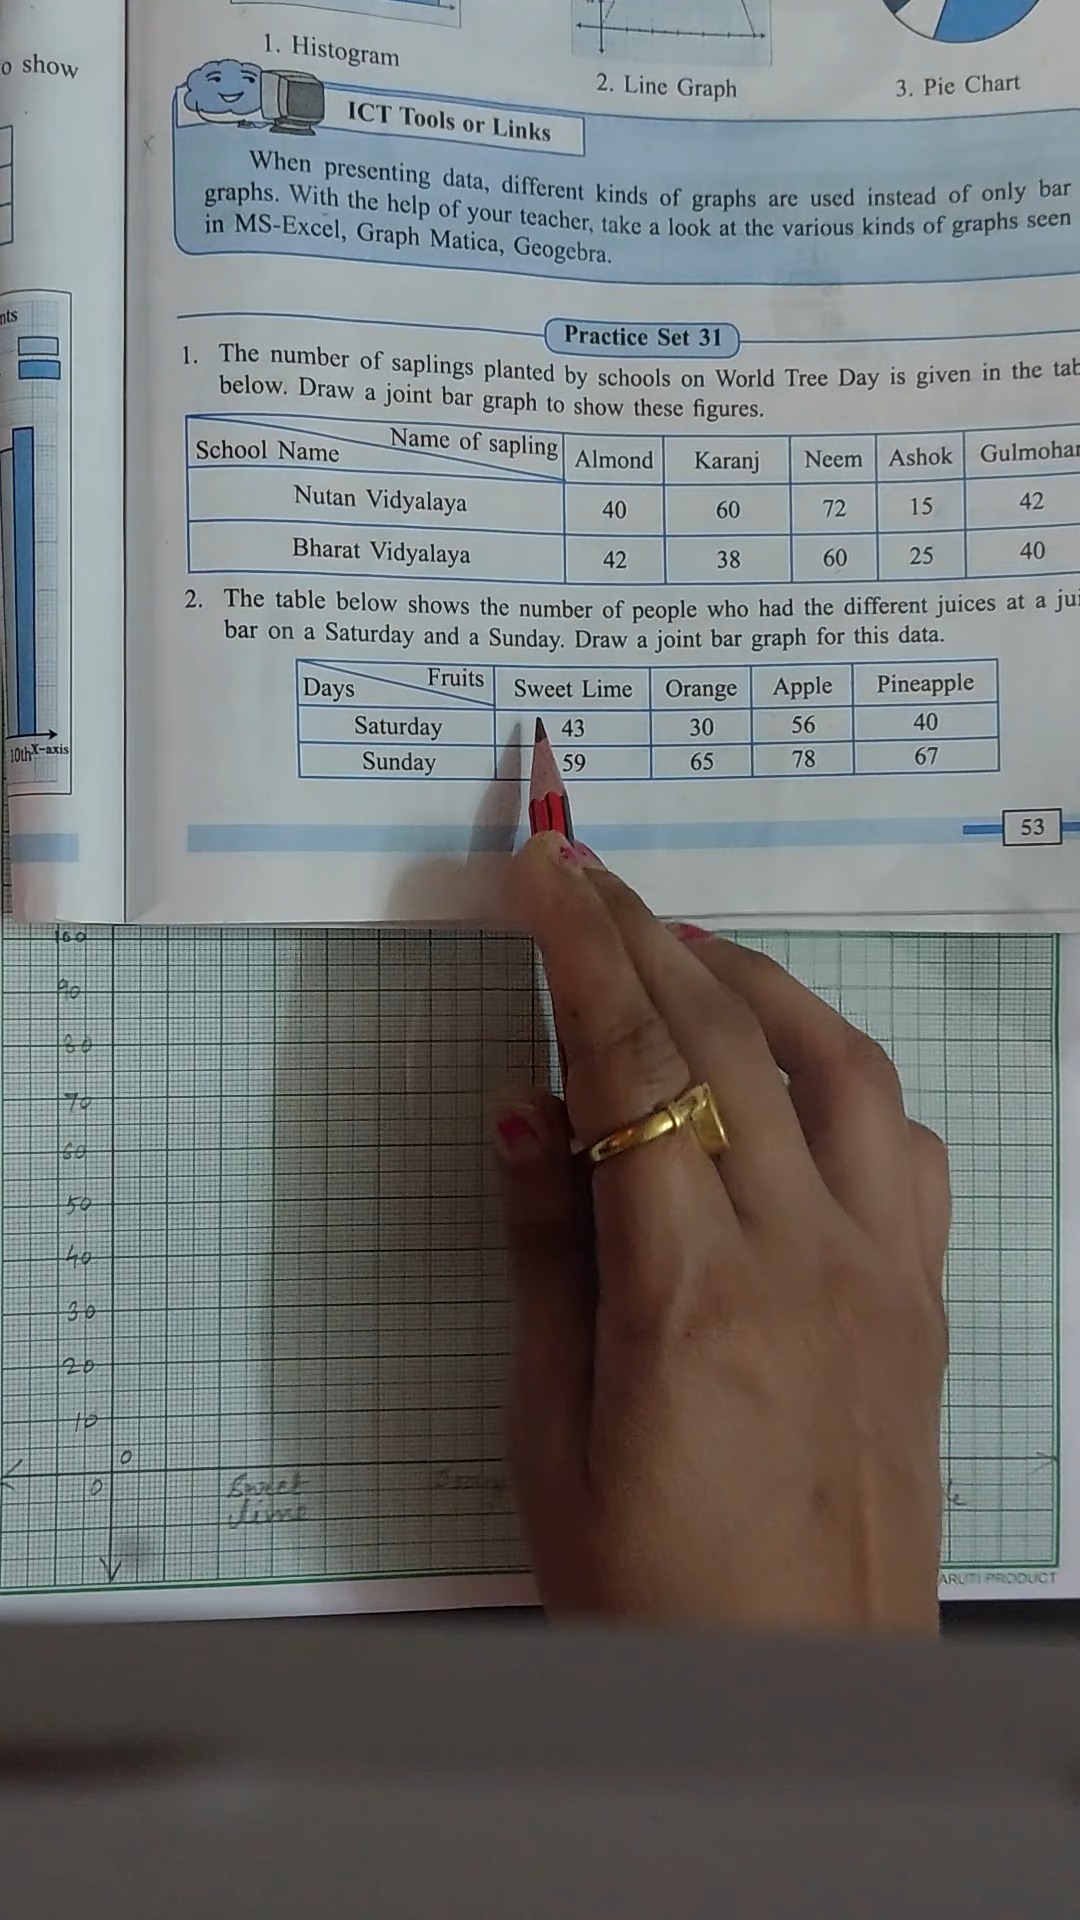 o show
1. Histogram
2. Line Graph
3. Pie Chart
ICT Tools or Links
When presenting data, different kinds of graphs are used instead of only bar
graphs. With the help of your teacher, take a look at the various kinds of graphs seen
in MS-Excel, Graph Matica, Geogebra.
nts
Practice Set 31
1. The number of saplings planted by schools on World Tree Day is given in the tab
below. Draw a joint bar graph to show these figures.
School Name Name of sapling Almond Karanj Neem Ashok Gulmohar
Nutan Vidyalaya 40 60 72 15 42
Bharat Vidyalaya 42 38 60 25 40
2. The table below shows the number of people who had the different juices at a jui
bar on a Saturday and a Sunday. Draw a joint bar graph for this data.
Days Fruits Sweet Lime Orange Apple Pineapple
Saturday 43 30 56 40
Sunday 59 65 78 67
10th X-axis
53
100
90
80
70
60
50
40
30
20
10
0
0
Sweet
lime
ARUTI PRODUCT